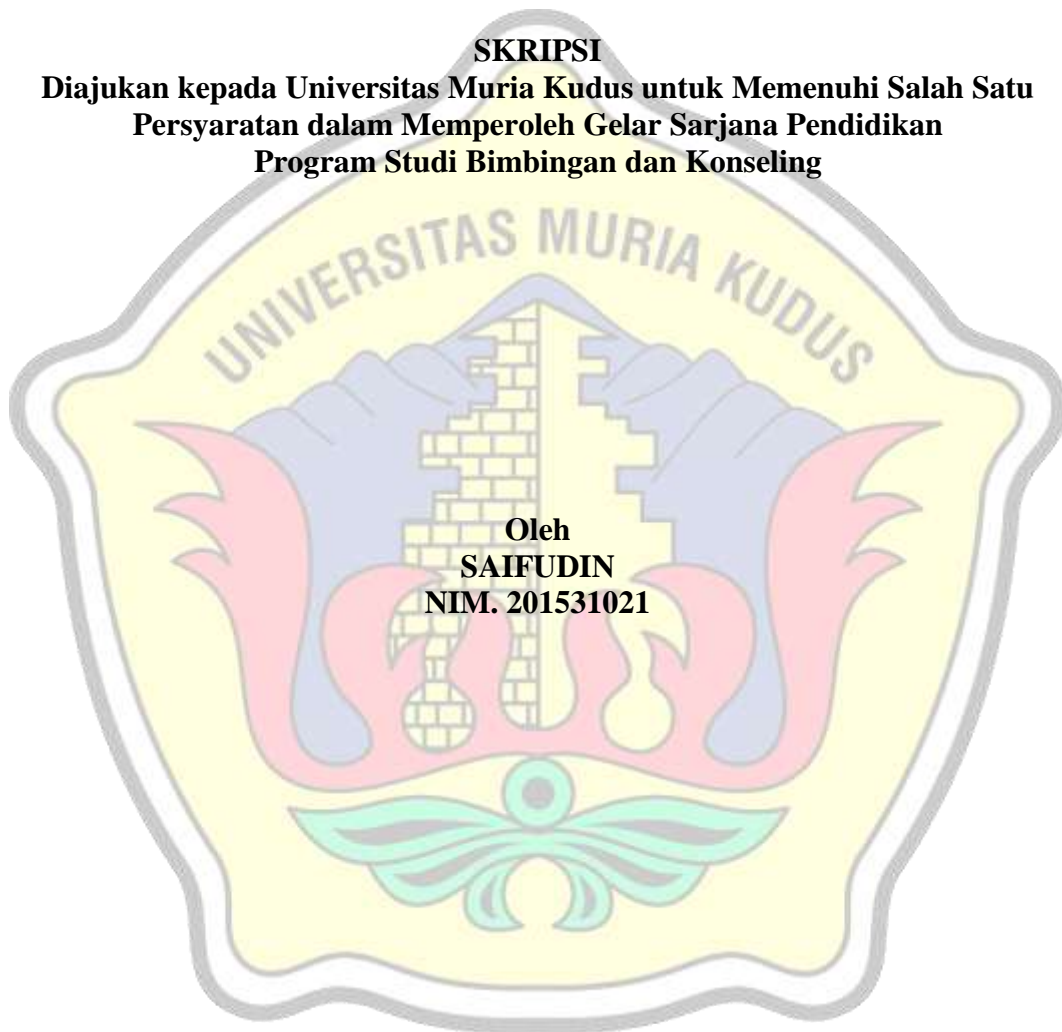 SKRIPSI
Diajukan kepada Universitas Muria Kudus untuk Memenuhi Salah Satu
Persyaratan dalam Memperoleh Gelar Sarjana Pendidikan
Program Studi Bimbingan dan Konseling
UNIVERSITAS MURIA KUDUS
Oleh
SAIFUDIN
NIM. 201531021